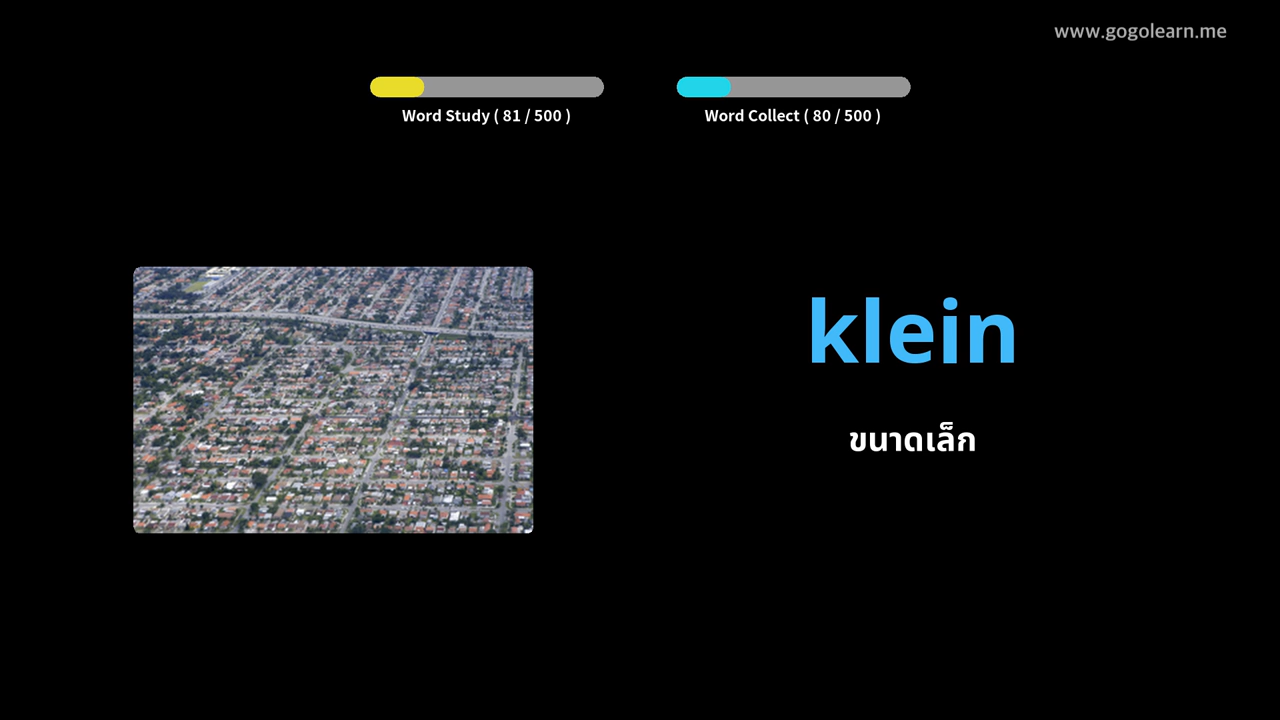 www.gogolearn.me
Word Study ( 81 / 500 )
Word Collect ( 80 / 500 )
klein
ขนาดเล็ก